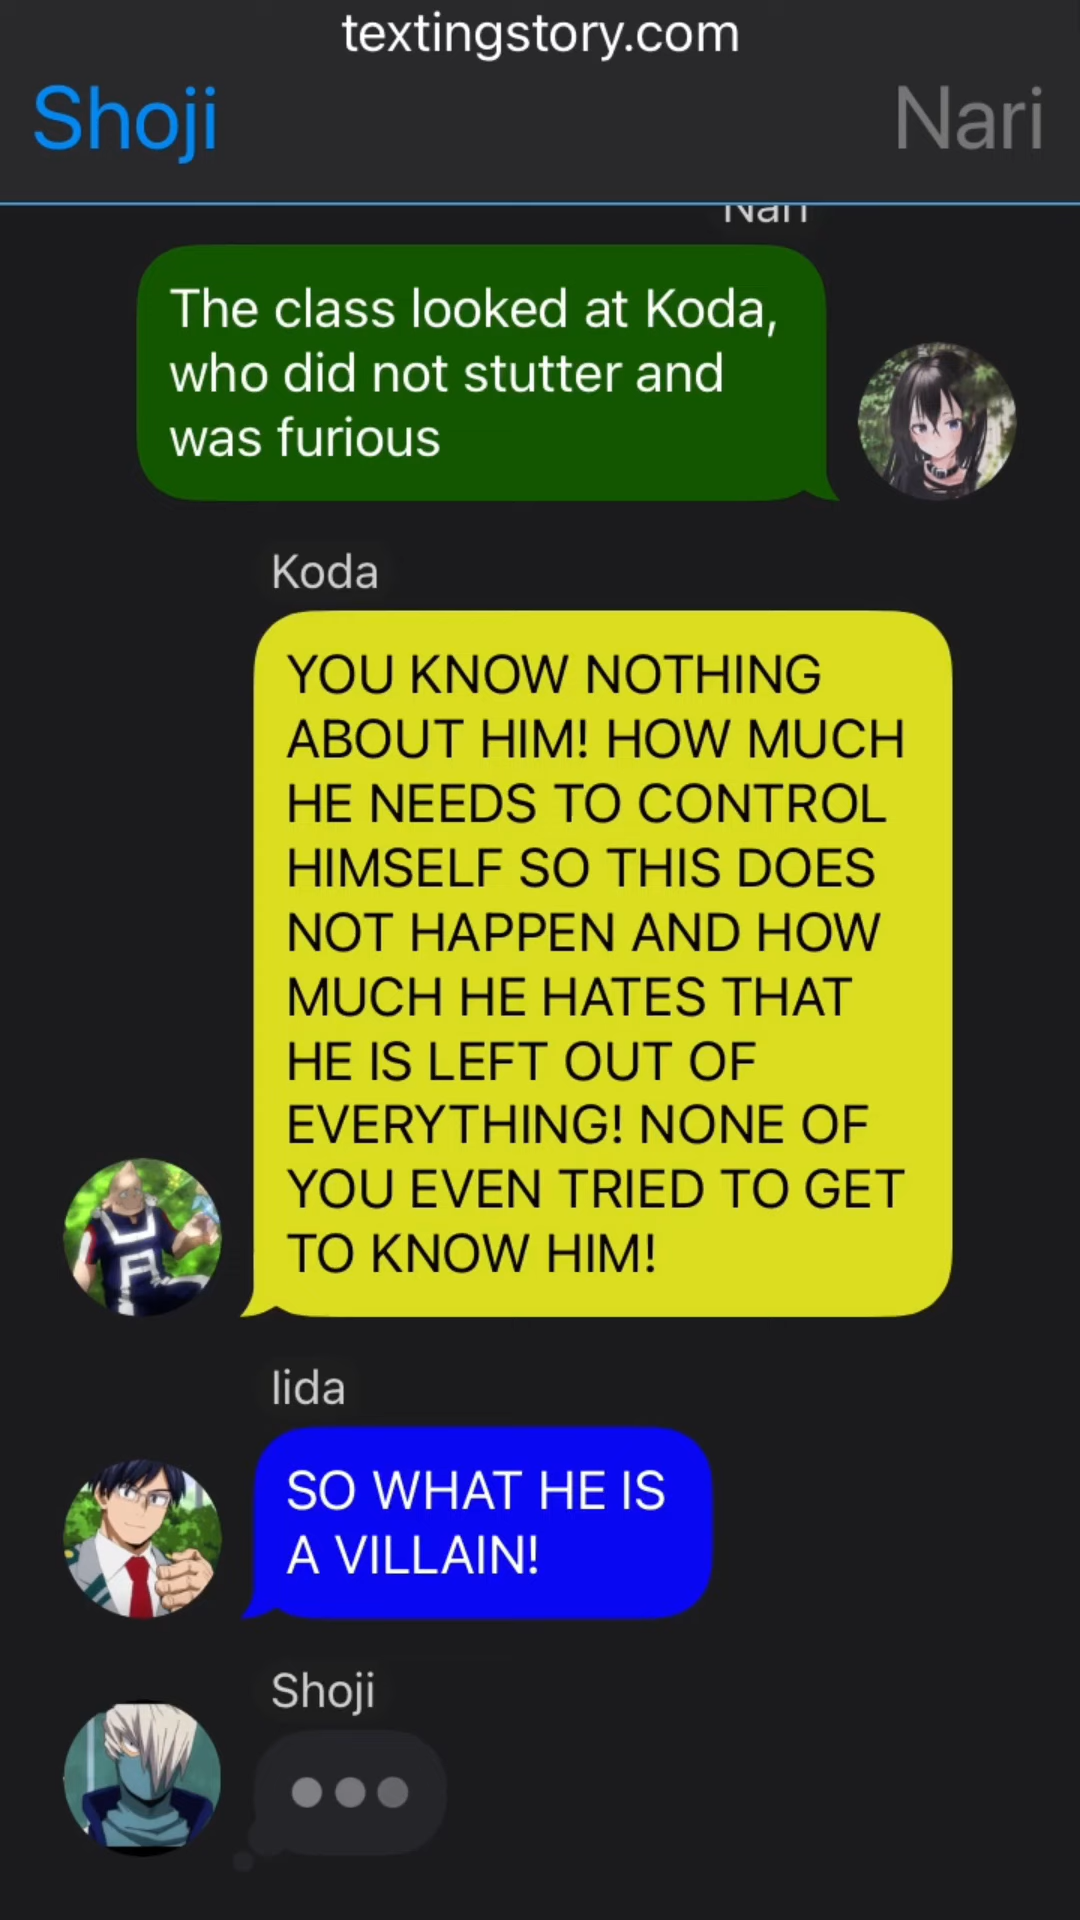 textingstory.com
Shoji
Nari
Nari
The class looked at Koda,
who did not stutter and
was furious
Koda
YOU KNOW NOTHING
ABOUT HIM! HOW MUCH
HE NEEDS TO CONTROL
HIMSELF SO THIS DOES
NOT HAPPEN AND HOW
MUCH HE HATES THAT
HE IS LEFT OUT OF
EVERYTHING! NONE OF
YOU EVEN TRIED TO GET
TO KNOW HIM!
Iida
SO WHAT HE IS
A VILLAIN!
Shoji